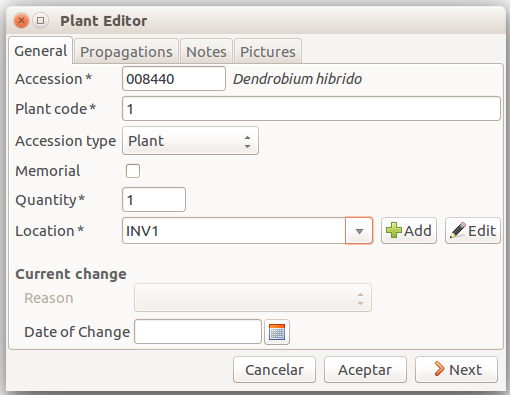 Plant Editor
General Propagations Notes Pictures
Accession * 008440 Dendrobium hibrido
Plant code * 1
Accession type Plant
Memorial
Quantity * 1
Location * INV1 Add Edit
Current change
Reason
Date of Change
Cancelar Aceptar Next